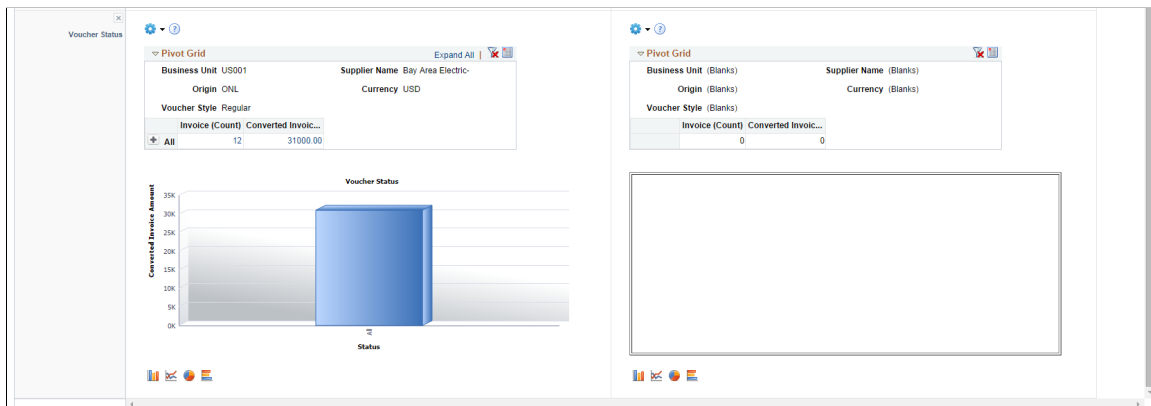 Voucher Status
Pivot Grid
Expand All |
Business Unit US001 Supplier Name Bay Area Electric-
Origin ONL Currency USD
Voucher Style Regular
Invoice (Count) Converted Invoic...
All 12 31000.00
Voucher Status
Converted Invoice Amount
35K
30K
25K
20K
15K
10K
5K
0K
All
Status
Pivot Grid
Business Unit (Blanks) Supplier Name (Blanks)
Origin (Blanks) Currency (Blanks)
Voucher Style (Blanks)
Invoice (Count) Converted Invoic...
0 0